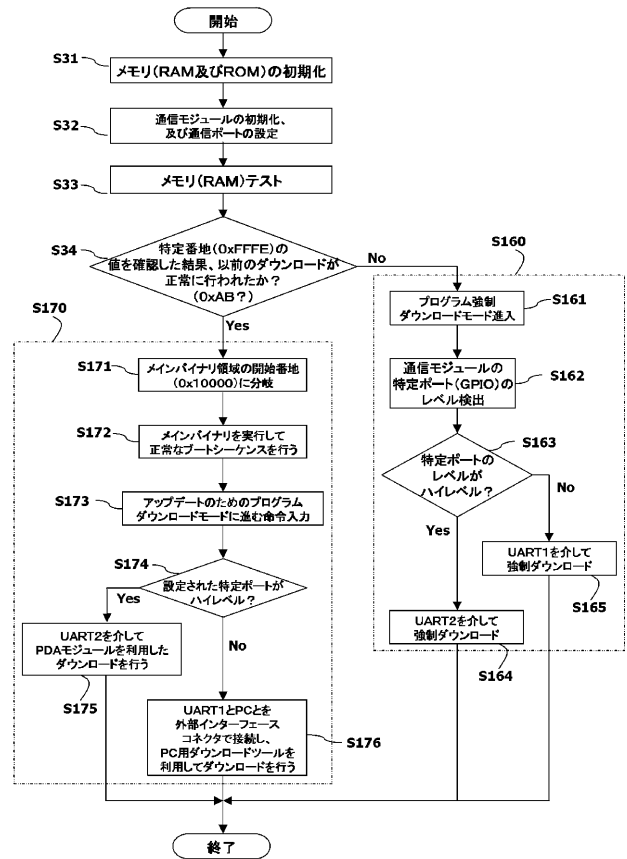 開始
S31
メモリ(RAM及びROM)の初期化
S32
通信モジュールの初期化、
及び通信ポートの設定
S33
メモリ(RAM)テスト
S34
特定番地(0xFFFE)の
値を確認した結果、以前のダウンロードが
正常に行われたか?
(0xAB?)
No
Yes
S160
プログラム強制
ダウンロードモード進入
S161
通信モジュールの
特定ポート(GPIO)の
レベル検出
S162
S163
特定ポートの
レベルが
ハイレベル?
No
Yes
UART1を介して
強制ダウンロード
S165
UART2を介して
強制ダウンロード
S164
S170
S171
メインバイナリ領域の開始番地
(0x10000)に分岐
S172
メインバイナリを実行して
正常なブートシーケンスを行う
S173
アップデートのためのプログラム
ダウンロードモードに進む命令入力
S174
設定された特定ポートが
ハイレベル?
Yes
No
UART2を介して
PDAモジュールを利用した
ダウンロードを行う
S175
UART1とPCとを
外部インターフェース
コネクタで接続し、
PC用ダウンロードツールを
利用してダウンロードを行う
S176
終了